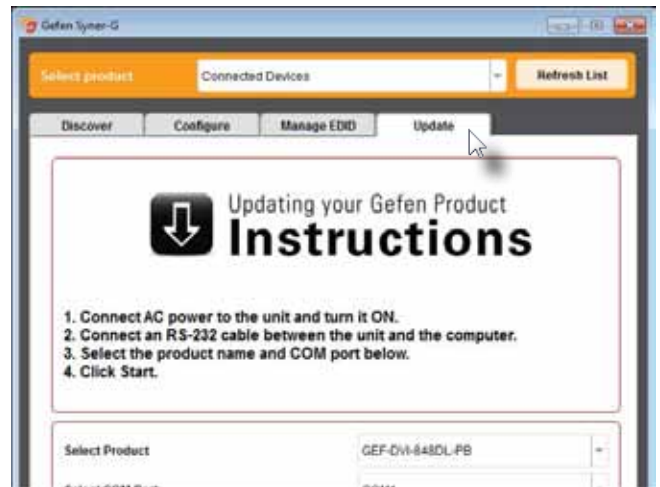 Gefen Syner-G
Select product
Connected Devices
Refresh List
Discover
Configure
Manage EDID
Update
Updating your Gefen Product
Instructions
1. Connect AC power to the unit and turn it ON.
2. Connect an RS-232 cable between the unit and the computer.
3. Select the product name and COM port below.
4. Click Start.
Select Product
GEF-DVI-848DL-PB